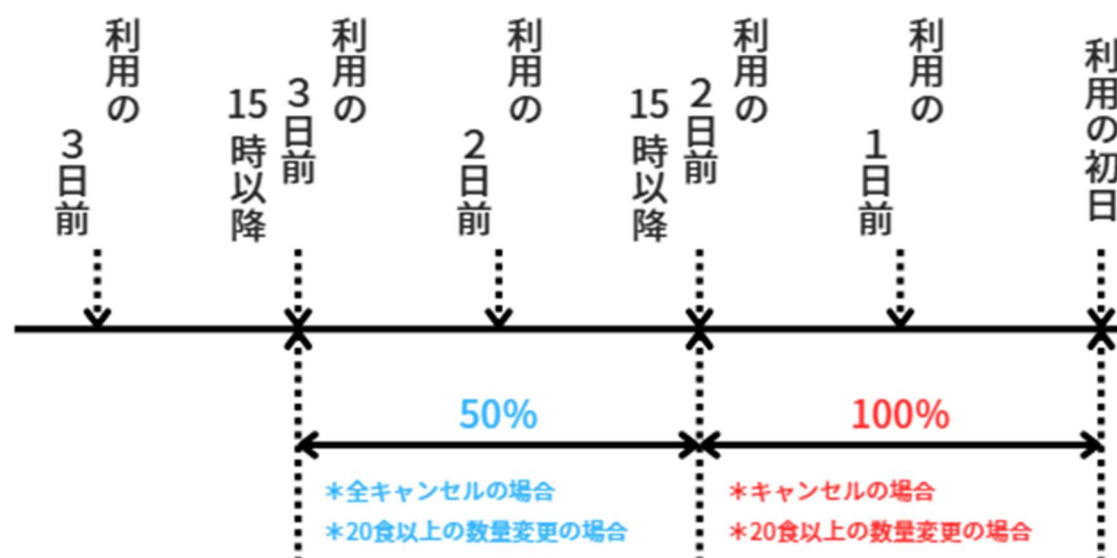 利用の
3日前
利用の
3日前
15時以降
利用の
2日前
利用の
2日前
15時以降
利用の
1日前
利用の初日
50%
100%
＊全キャンセルの場合
＊20食以上の数量変更の場合
＊キャンセルの場合
＊20食以上の数量変更の場合